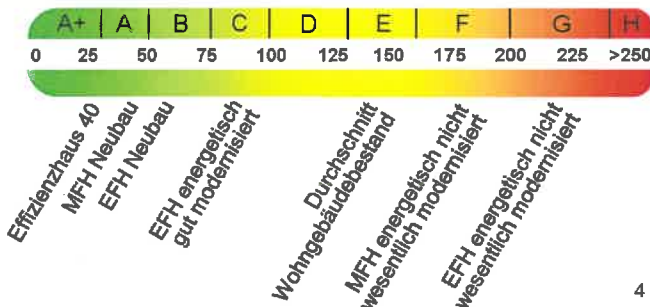 A+ A B C D E F G H
0 25 50 75 100 125 150 175 200 225 >250
Effizienzhaus 40
MFH Neubau
EFH Neubau
EFH energetisch
gut modernisiert
Durchschnitt
Wohngebäudebestand
MFH energetisch nicht
wesentlich modernisiert
EFH energetisch nicht
wesentlich modernisiert
4